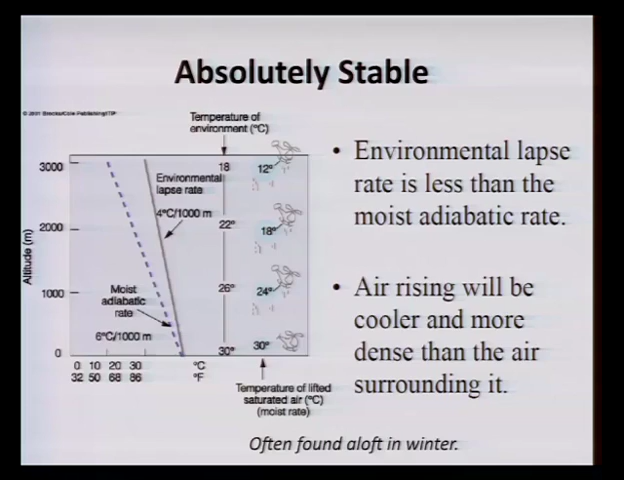 Absolutely Stable
© 2001 Brooks/Cole Publishing/ITP
Temperature of
environment (°C)
3000
2000
1000
0
Altitude (m)
Environmental
lapse rate
4°C/1000 m
Moist
adiabatic
rate
6°C/1000 m
18
22°
26°
30°
12°
18°
24°
30°
0 10 20 30 °C
32 50 68 86 °F
Temperature of lifted
saturated air (°C)
(moist rate)
• Environmental lapse
rate is less than the
moist adiabatic rate.
• Air rising will be
cooler and more
dense than the air
surrounding it.
Often found aloft in winter.